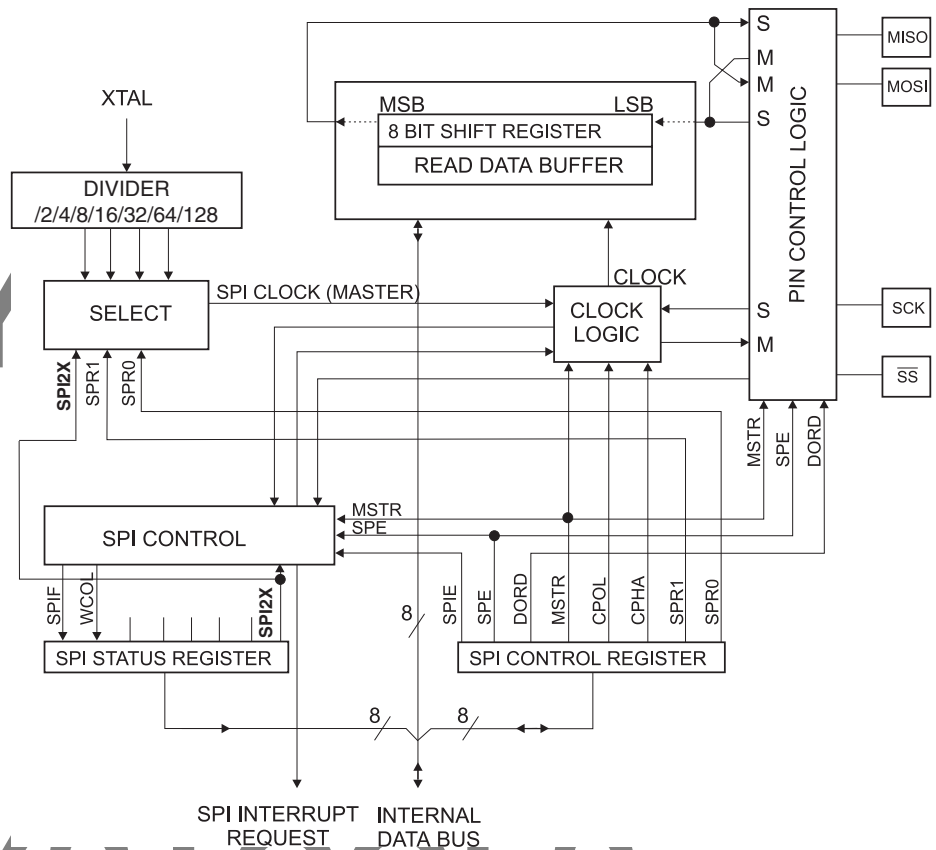 S
MISO
M
M
MOSI
XTAL
MSB
LSB
S
8 BIT SHIFT REGISTER
READ DATA BUFFER
DIVIDER
/2/4/8/16/32/64/128
PIN CONTROL LOGIC
SPI CLOCK (MASTER)
CLOCK
SELECT
CLOCK
LOGIC
S
SCK
M
SS
SPI2X
SPR1
SPR0
MSTR
SPE
DORD
MSTR
SPE
SPI CONTROL
SPIF
WCOL
SPI2X
8
SPIE
SPE
DORD
MSTR
CPOL
CPHA
SPR1
SPR0
SPI STATUS REGISTER
SPI CONTROL REGISTER
8
8
SPI INTERRUPT
REQUEST
INTERNAL
DATA BUS